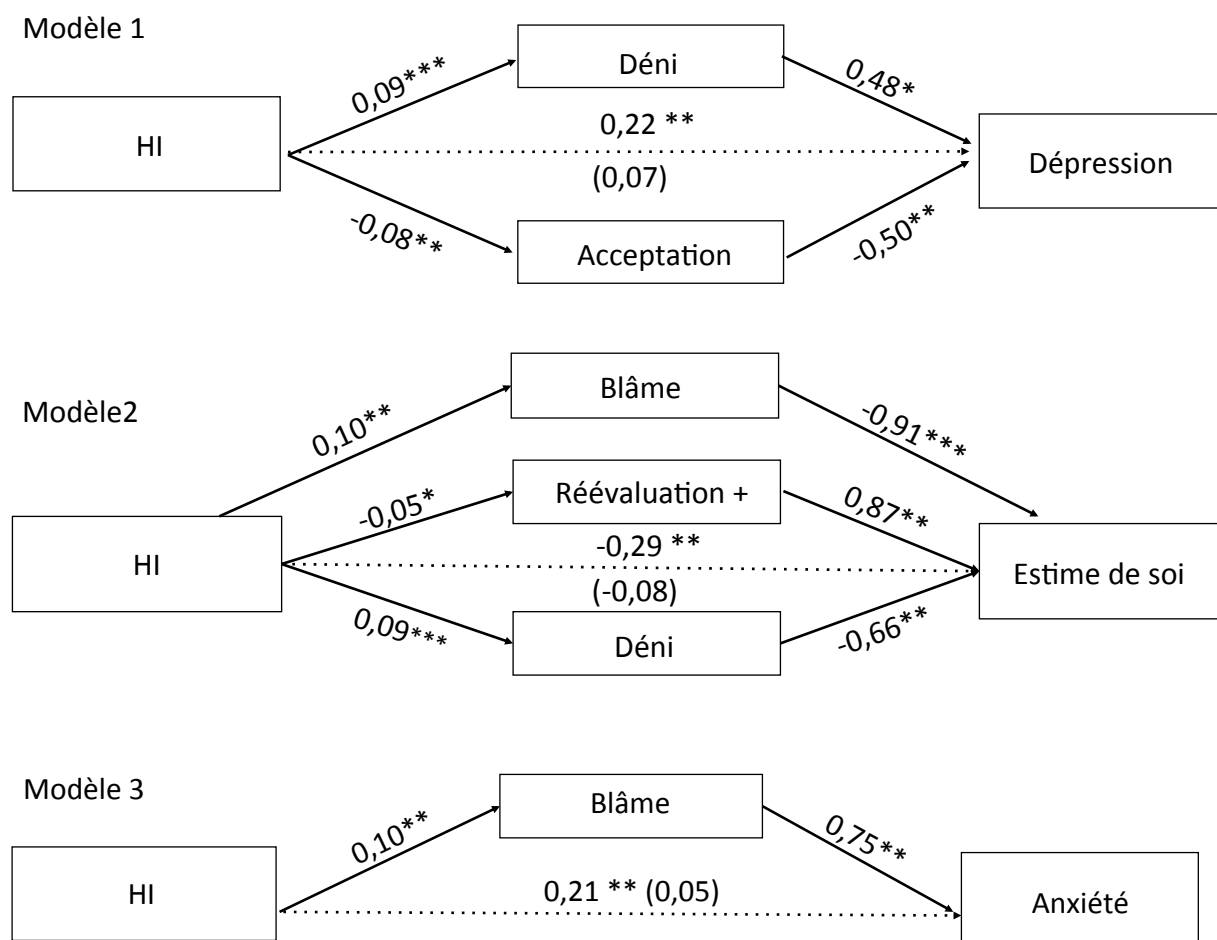 Modèle 1
Déni
0,09***
0,48*
HI
0,22 **
(0,07)
Dépression
-0,08**
Acceptation
-0,50**
Modèle2
Blâme
0,10**
-0,91***
Réévaluation +
-0,05*
0,87**
HI
-0,29 **
(-0,08)
Estime de soi
0,09***
Déni
-0,66**
Modèle 3
Blâme
0,10**
0,75**
HI
0,21 ** (0,05)
Anxiété